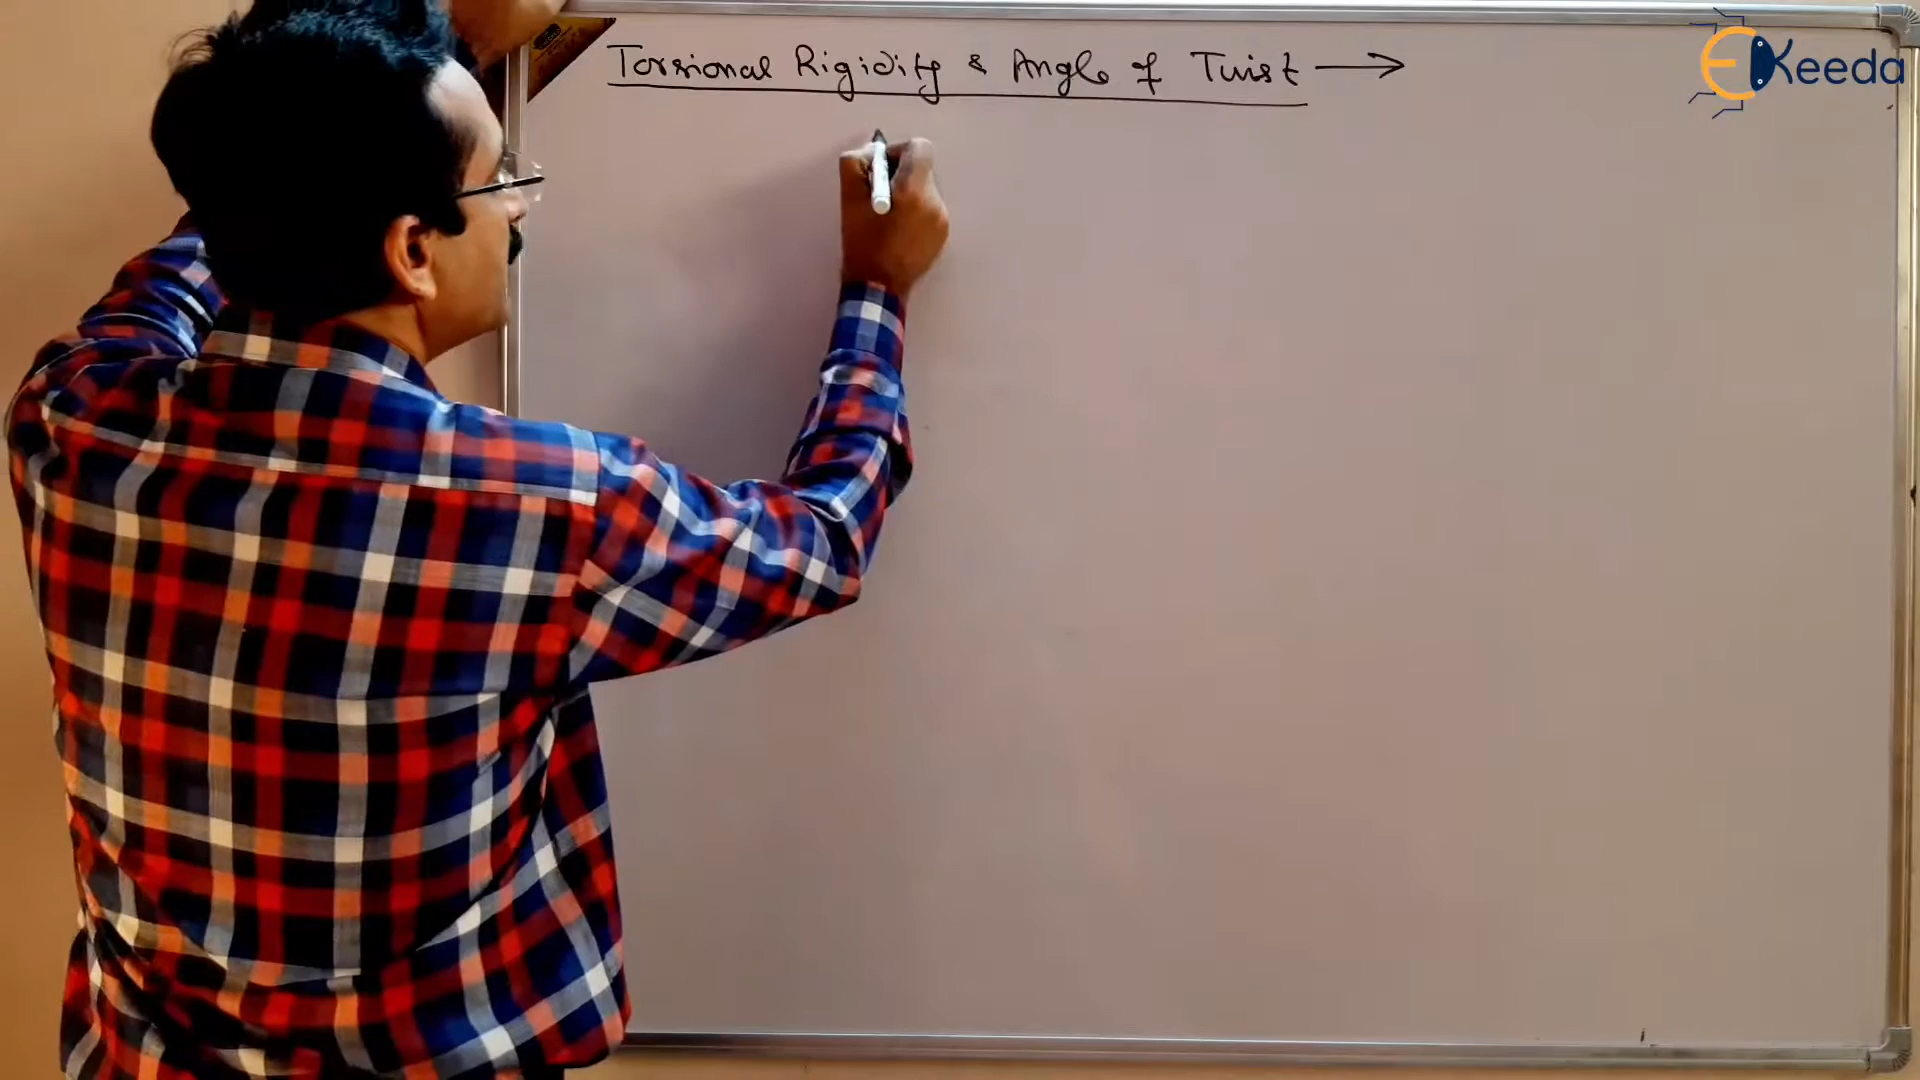 Torsional Rigidity & Angle of Twist →
EKeeda